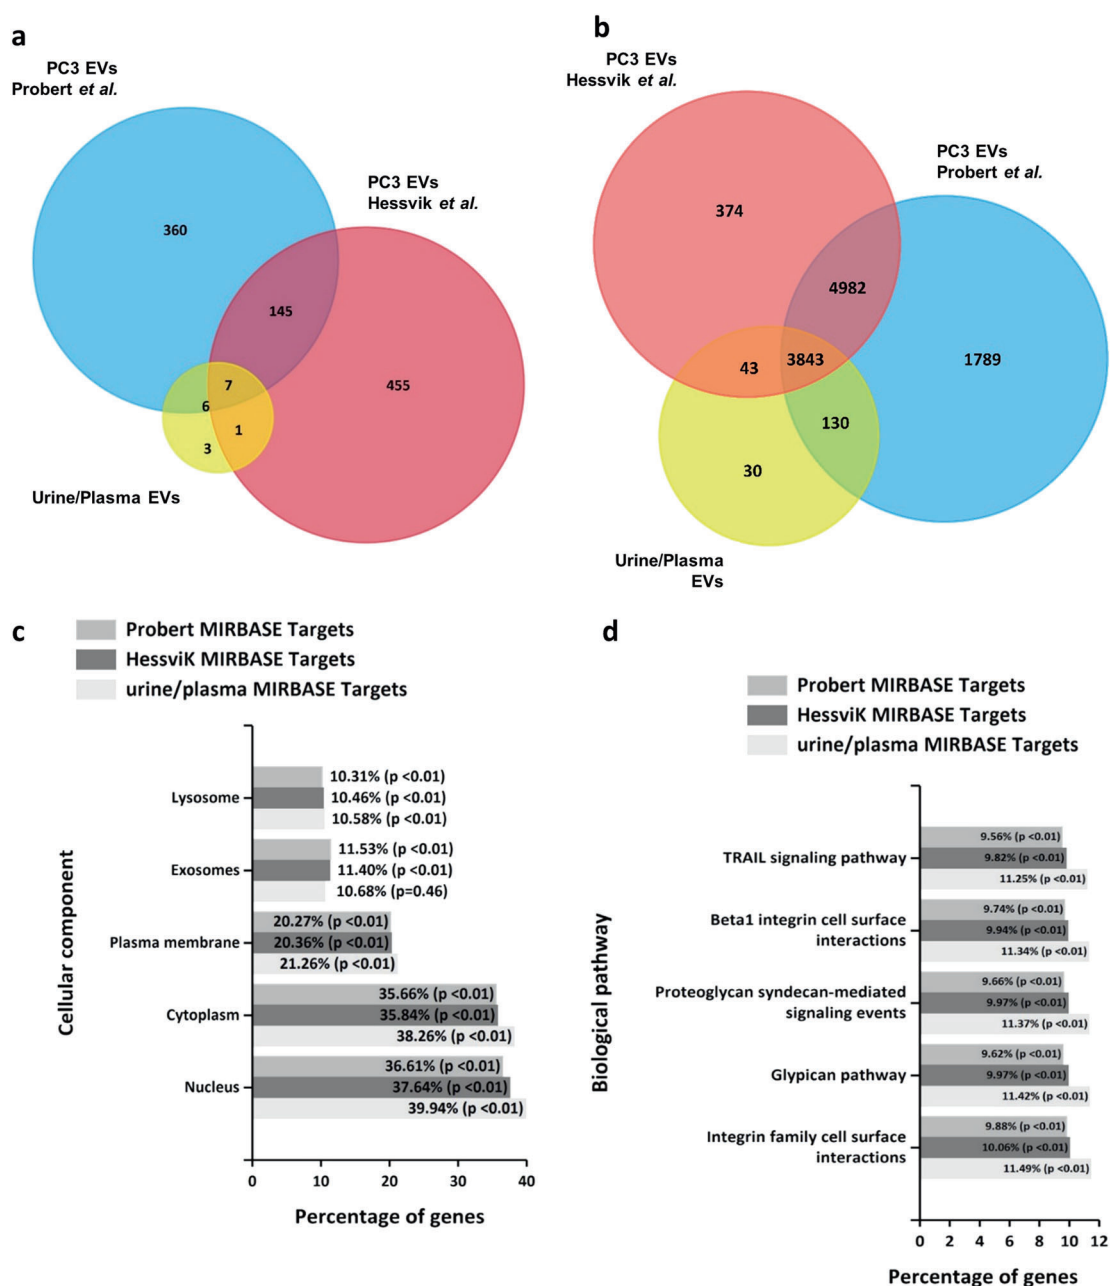 a
PC3 EVs
Probert et al.
PC3 EVs
Hessvik et al.
360
145
7
6
455
1
3
Urine/Plasma EVs
b
PC3 EVs
Hessvik et al.
PC3 EVs
Probert et al.
374
4982
43
3843
1789
130
30
Urine/Plasma
EVs
c
Probert MIRBASE Targets
HessviK MIRBASE Targets
urine/plasma MIRBASE Targets
Cellular component
Lysosome
10.31% (p <0.01)
10.46% (p <0.01)
10.58% (p <0.01)
Exosomes
11.53% (p <0.01)
11.40% (p <0.01)
10.68% (p=0.46)
Plasma membrane
20.27% (p <0.01)
20.36% (p <0.01)
21.26% (p <0.01)
Cytoplasm
35.66% (p <0.01)
35.84% (p <0.01)
38.26% (p <0.01)
Nucleus
36.61% (p <0.01)
37.64% (p <0.01)
39.94% (p <0.01)
0 10 20 30 40
Percentage of genes
d
Probert MIRBASE Targets
HessviK MIRBASE Targets
urine/plasma MIRBASE Targets
Biological pathway
TRAIL signaling pathway
9.56% (p <0.01)
9.82% (p <0.01)
11.25% (p <0.01)
Beta1 integrin cell surface
interactions
9.74% (p <0.01)
9.94% (p <0.01)
11.34% (p <0.01)
Proteoglycan syndecan-mediated
signaling events
9.66% (p <0.01)
9.97% (p <0.01)
11.37% (p <0.01)
Glypican pathway
9.62% (p <0.01)
9.97% (p <0.01)
11.42% (p <0.01)
Integrin family cell surface
interactions
9.88% (p <0.01)
10.06% (p <0.01)
11.49% (p <0.01)
0 2 4 6 8 10 12
Percentage of genes